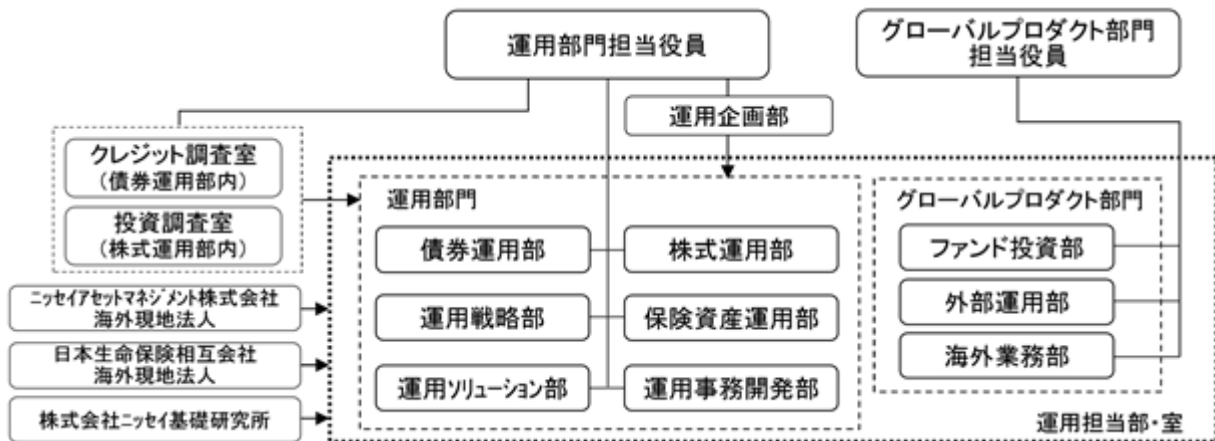 運用部門担当役員
グローバルプロダクト部門
担当役員
運用企画部
クレジット調査室
(債券運用部内)
投資調査室
(株式運用部内)
運用部門
グローバルプロダクト部門
債券運用部
株式運用部
ファンド投資部
ニッセイアセットマネジメント株式会社
海外現地法人
運用戦略部
保険資産運用部
外部運用部
日本生命保険相互会社
海外現地法人
運用ソリューション部
運用事務開発部
海外業務部
株式会社ニッセイ基礎研究所
運用担当部・室